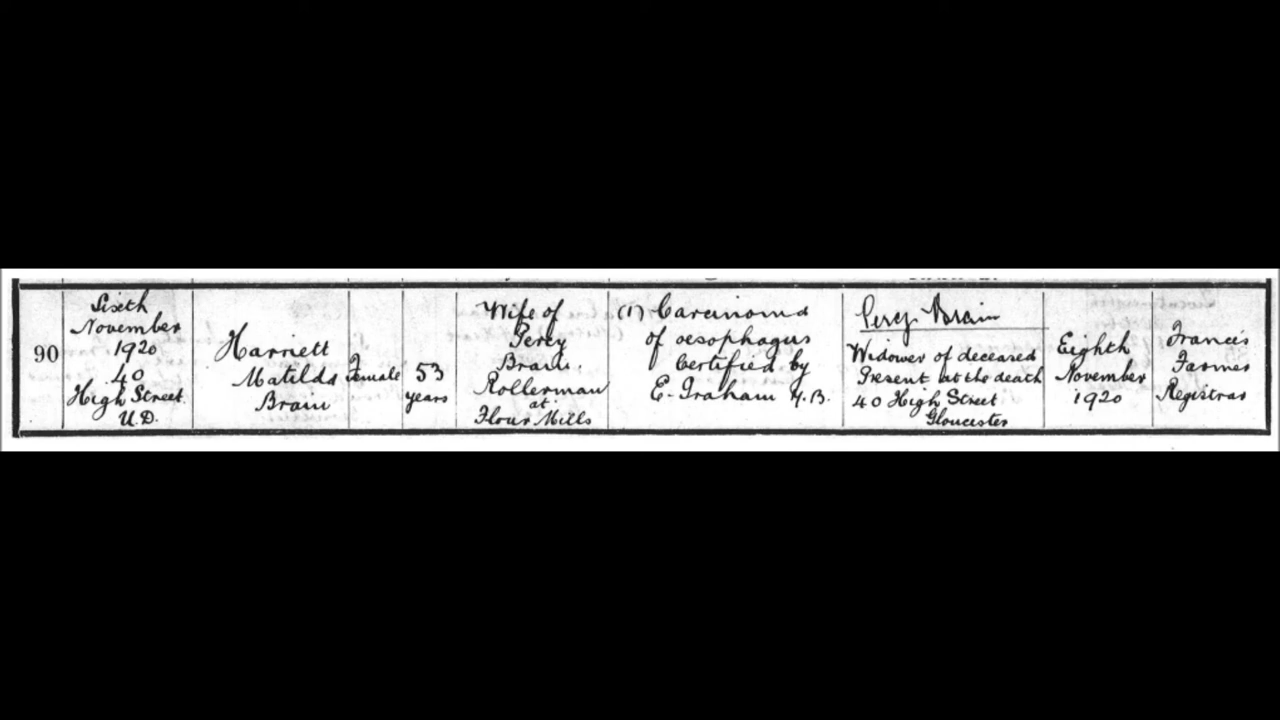 90
Sixth
November
1920
40
High Street.
U.D.
Harriett
Matilda
Brain
Female
53
years
Wife of
Percy
Brain.
Rollerman
at
Flour Mills
(1) Carcinoma
of oesophagus
Certified by
E. Graham M.B.
Percy Brain
Widower of deceased
Present at the death
40 High Street
Gloucester
Eighth
November
1920
Francis
Farmer
Registrar